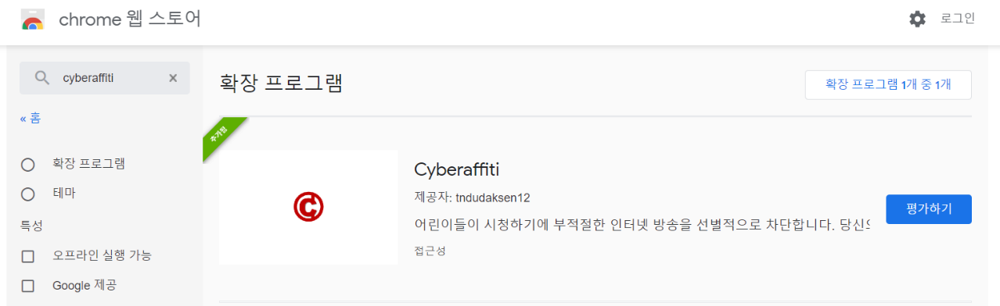 chrome 웹 스토어
로그인
cyberaffiti
« 홈
확장 프로그램
테마
특성
오프라인 실행 가능
Google 제공
확장 프로그램
확장 프로그램 1개 중 1개
추가됨
Cyberaffiti
제공자: tndudaksen12
어린이들이 시청하기에 부적절한 인터넷 방송을 선별적으로 차단합니다.
접근성
평가하기